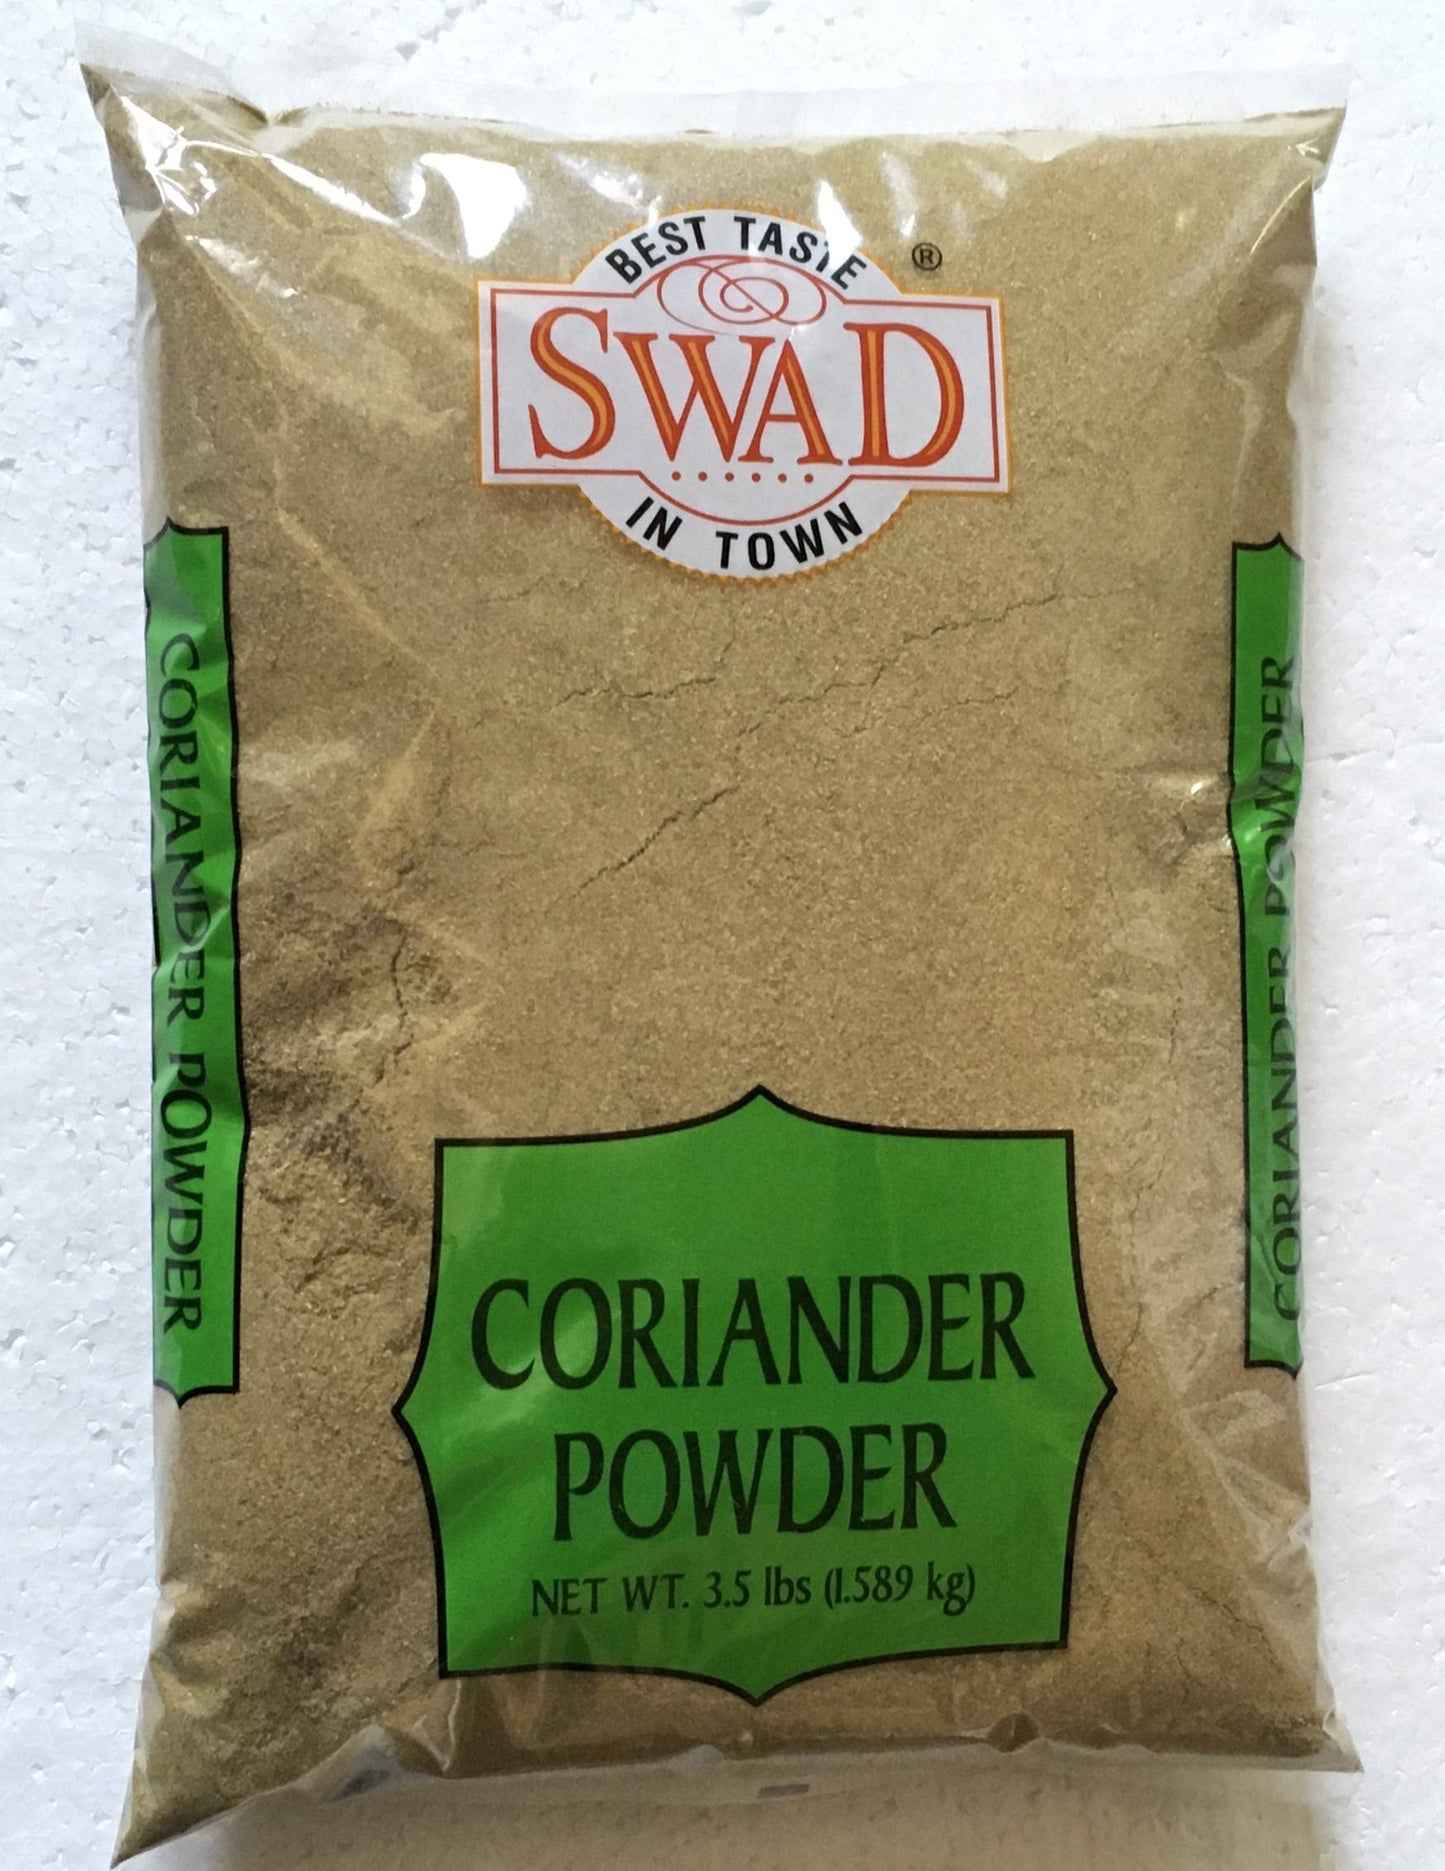 BEST TASTE
®
SWAD
IN TOWN
CORIANDER POWDER
CORIANDER POWDER
CORIANDER
POWDER
NET WT. 3.5 lbs (1.589 kg)